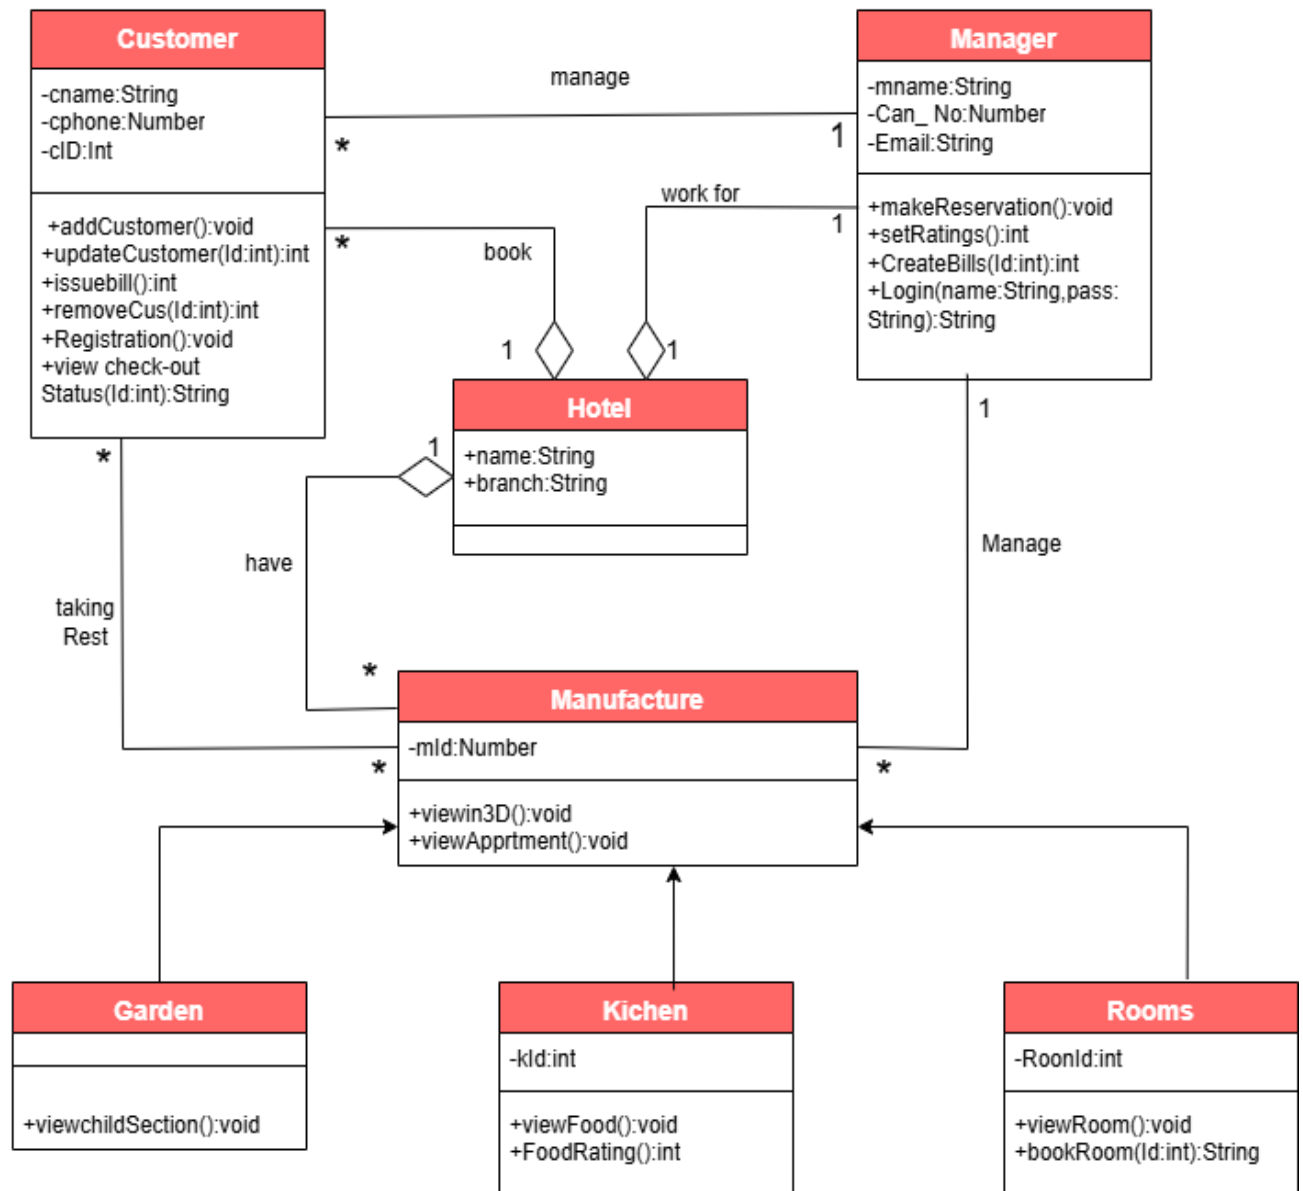 Customer
-cname:String
-cphone:Number
-cID:Int
+addCustomer():void
+updateCustomer(Id:int):int
+issuebill():int
+removeCus(Id:int):int
+Registration():void
+view check-out
Status(Id:int):String
manage
*
1
Manager
-mname:String
-Can_ No:Number
-Email:String
+makeReservation():void
+setRatings():int
+CreateBills(Id:int):int
+Login(name:String,pass:
String):String
work for
1
1
*
book
1
Hotel
+name:String
+branch:String
1
have
*
*
taking
Rest
*
1
Manage
*
Manufacture
-mId:Number
+viewin3D():void
+viewApprtment():void
Garden
+viewchildSection():void
Kichen
-kId:int
+viewFood():void
+FoodRating():int
Rooms
-RoonId:int
+viewRoom():void
+bookRoom(Id:int):String